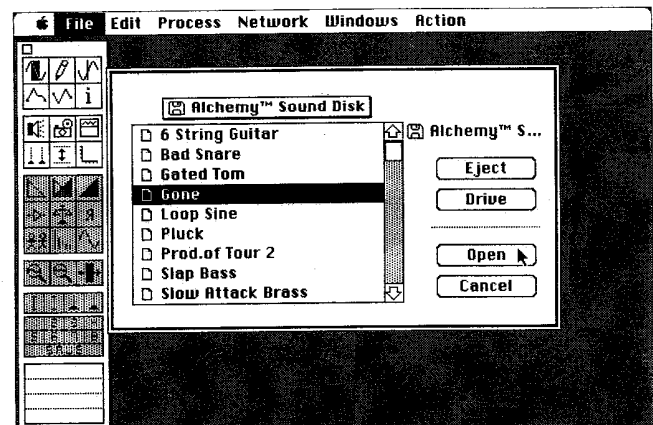 File Edit Process Network Windows Action
Alchemy™ Sound Disk
6 String Guitar
Bad Snare
Gated Tom
Gone
Loop Sine
Pluck
Prod.of Tour 2
Slap Bass
Slow Attack Brass
Alchemy™ S...
Eject
Drive
Open
Cancel